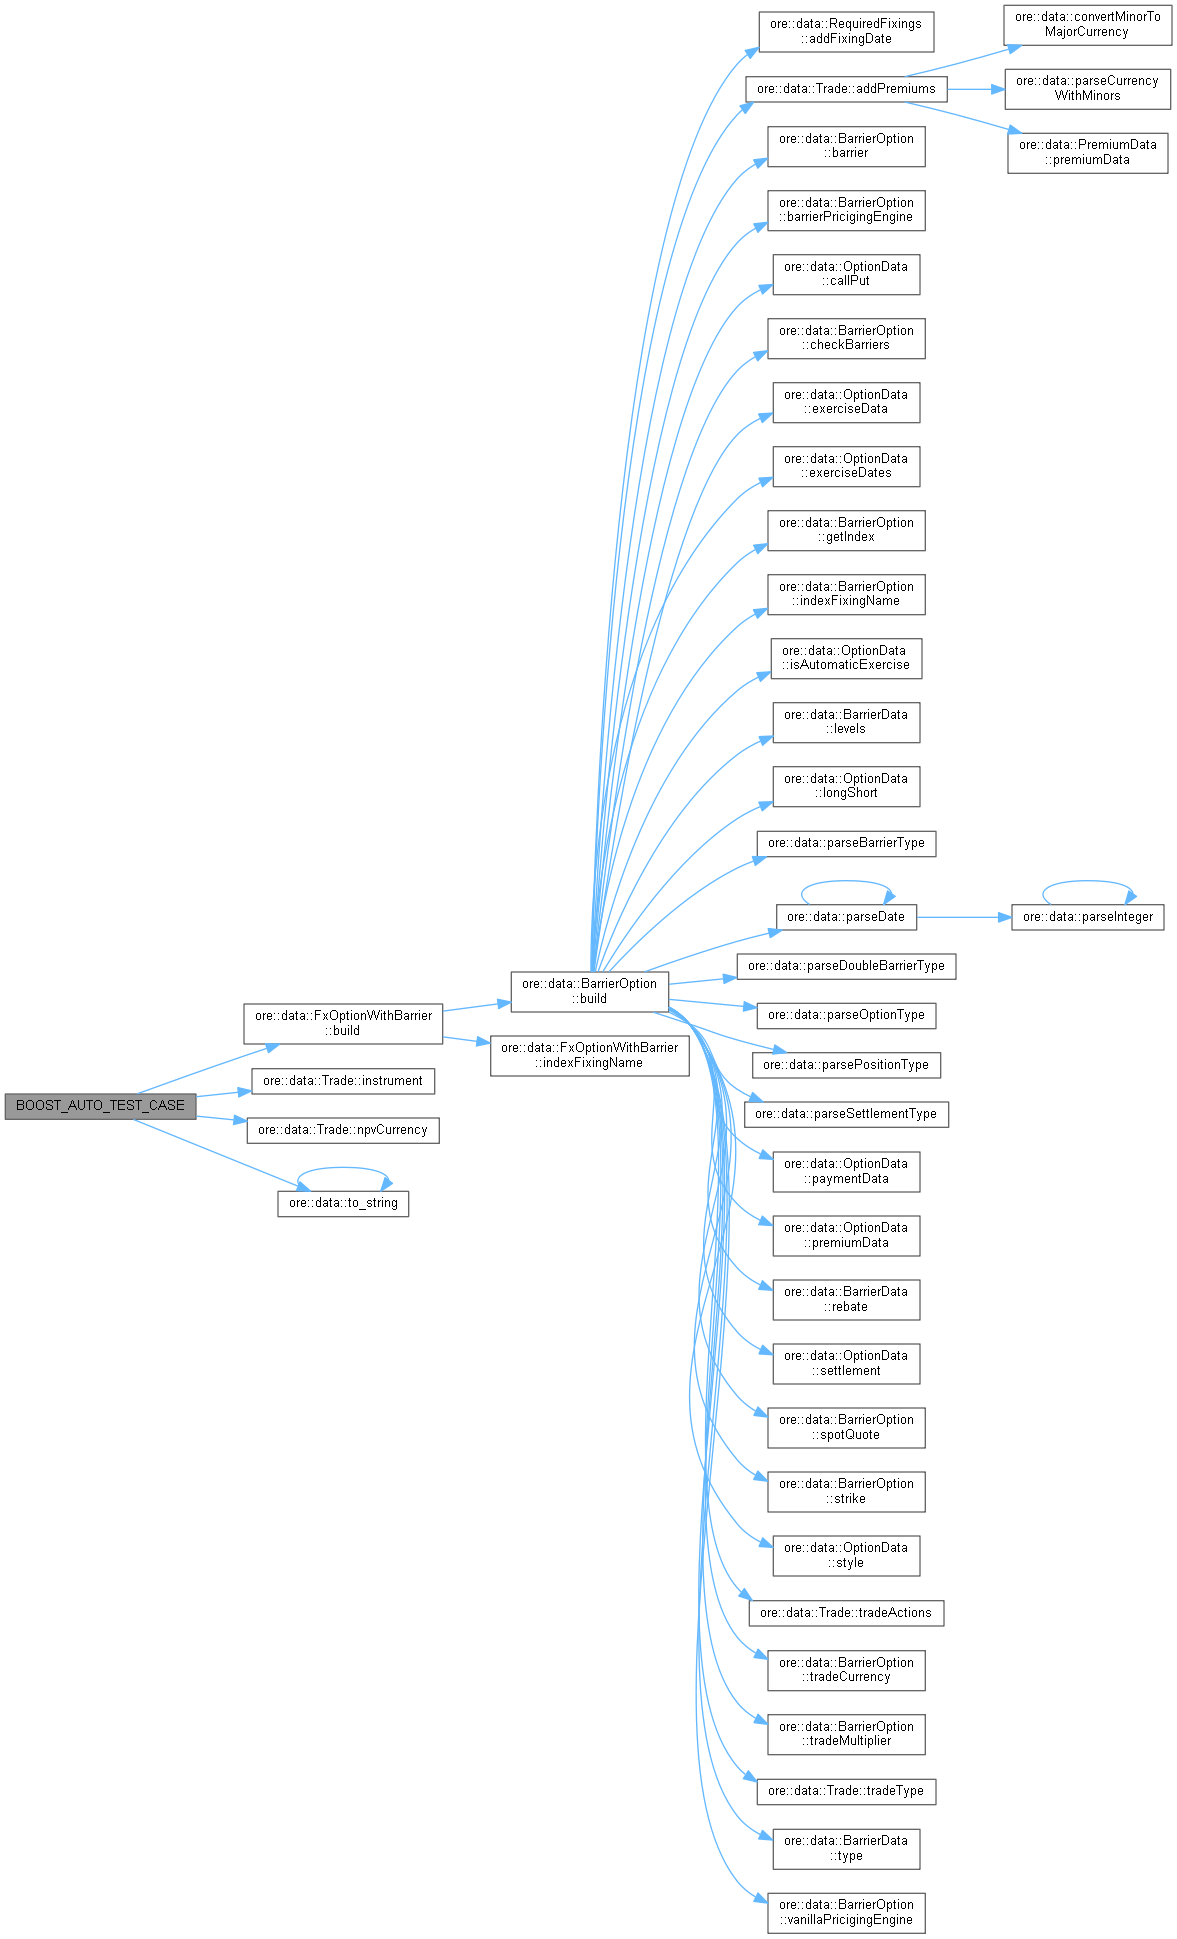 BOOST_AUTO_TEST_CASE
ore::data::FxOptionWithBarrier
::build
ore::data::Trade::instrument
ore::data::Trade::npvCurrency
ore::data::to_string
ore::data::BarrierOption
::build
ore::data::FxOptionWithBarrier
::indexFixingName
ore::data::RequiredFixings
::addFixingDate
ore::data::Trade::addPremiums
ore::data::convertMinorTo
MajorCurrency
ore::data::parseCurrency
WithMinors
ore::data::PremiumData
::premiumData
ore::data::BarrierOption
::barrier
ore::data::BarrierOption
::barrierPricigingEngine
ore::data::OptionData
::callPut
ore::data::BarrierOption
::checkBarriers
ore::data::OptionData
::exerciseData
ore::data::OptionData
::exerciseDates
ore::data::BarrierOption
::getIndex
ore::data::BarrierOption
::indexFixingName
ore::data::OptionData
::isAutomaticExercise
ore::data::BarrierData
::levels
ore::data::OptionData
::longShort
ore::data::parseBarrierType
ore::data::parseDate
ore::data::parseInteger
ore::data::parseDoubleBarrierType
ore::data::parseOptionType
ore::data::parsePositionType
ore::data::parseSettlementType
ore::data::OptionData
::paymentData
ore::data::OptionData
::premiumData
ore::data::BarrierData
::rebate
ore::data::OptionData
::settlement
ore::data::BarrierOption
::spotQuote
ore::data::BarrierOption
::strike
ore::data::OptionData
::style
ore::data::Trade::tradeActions
ore::data::BarrierOption
::tradeCurrency
ore::data::BarrierOption
::tradeMultiplier
ore::data::Trade::tradeType
ore::data::BarrierData
::type
ore::data::BarrierOption
::vanillaPricigingEngine